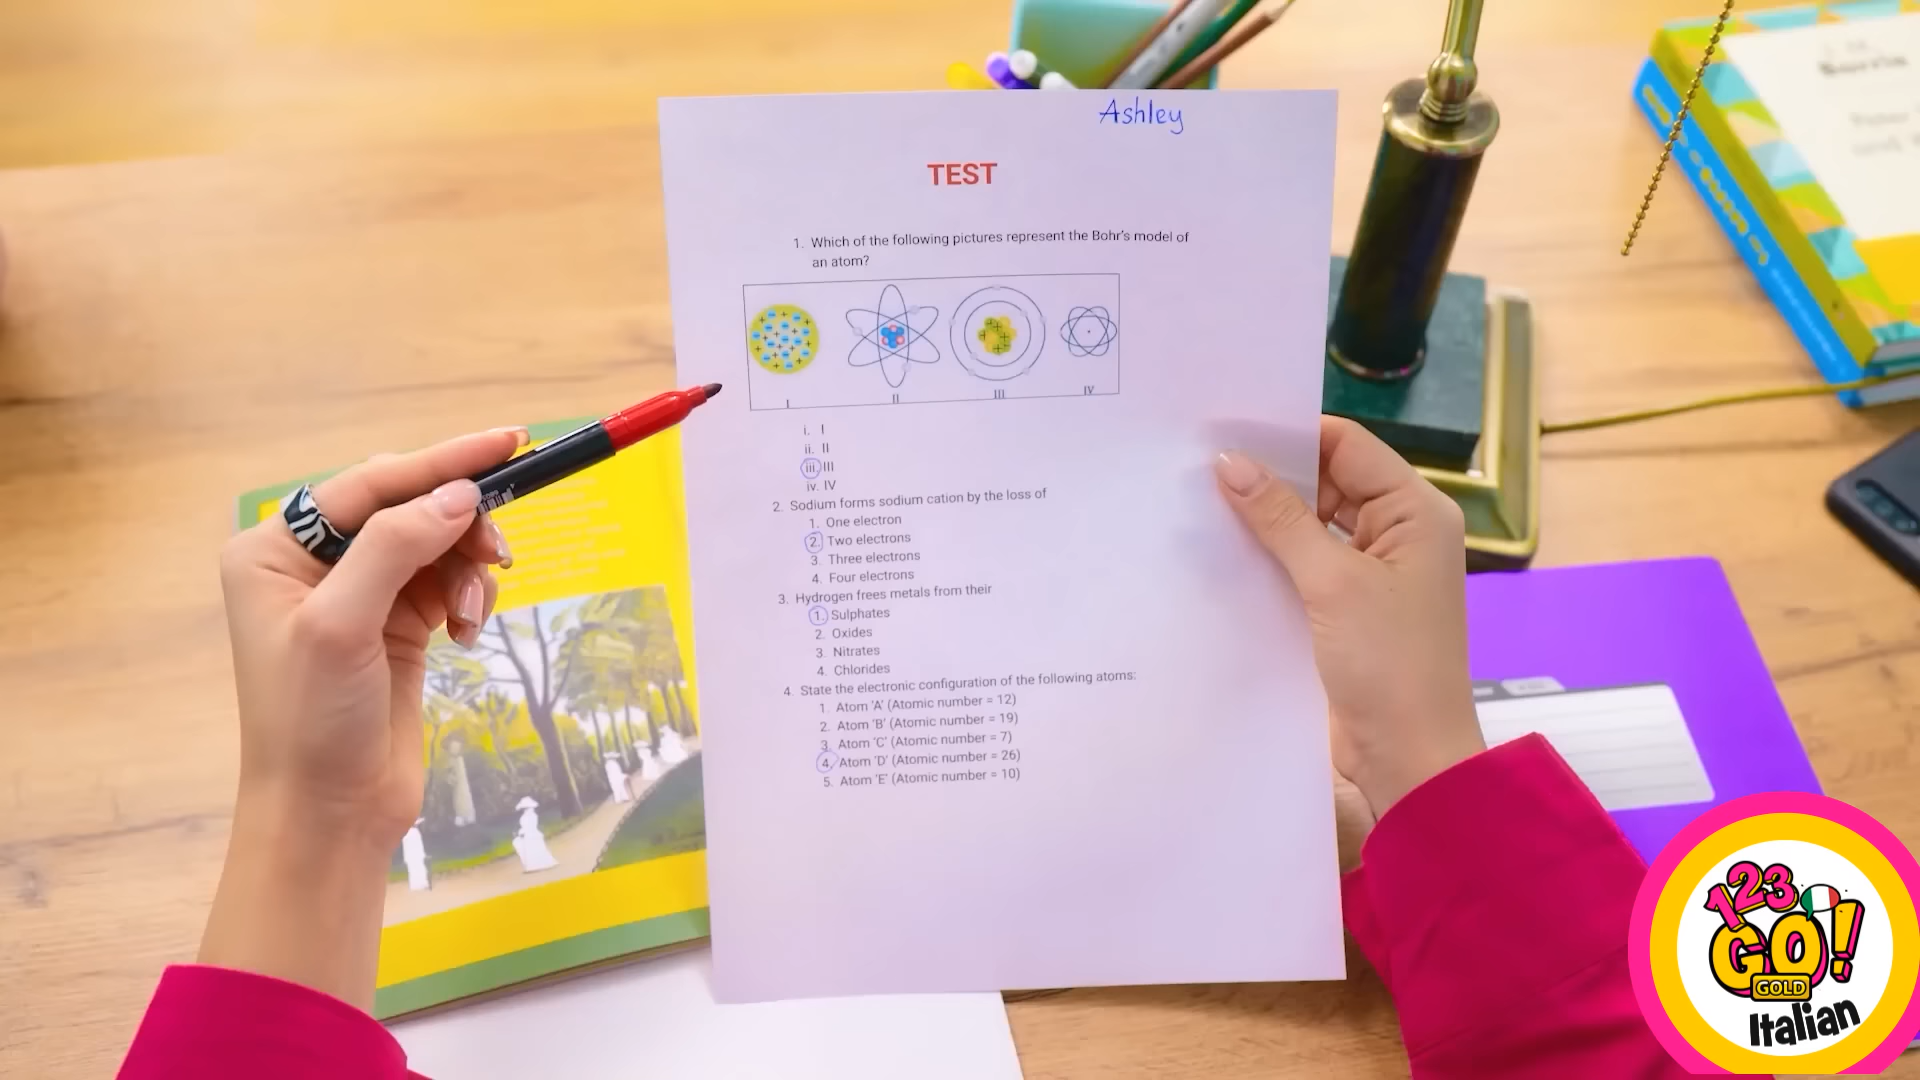 Ashley
TEST
1. Which of the following pictures represent the Bohr's model of
an atom?
I II III IV
i. I
ii. II
iii. III
iv. IV
2. Sodium forms sodium cation by the loss of
1. One electron
2. Two electrons
3. Three electrons
4. Four electrons
3. Hydrogen frees metals from their
1. Sulphates
2. Oxides
3. Nitrates
4. Chlorides
4. State the electronic configuration of the following atoms:
1. Atom 'A' (Atomic number = 12)
2. Atom 'B' (Atomic number = 19)
3. Atom 'C' (Atomic number = 7)
4. Atom 'D' (Atomic number = 26)
5. Atom 'E' (Atomic number = 10)
123
GO!
GOLD
Italian